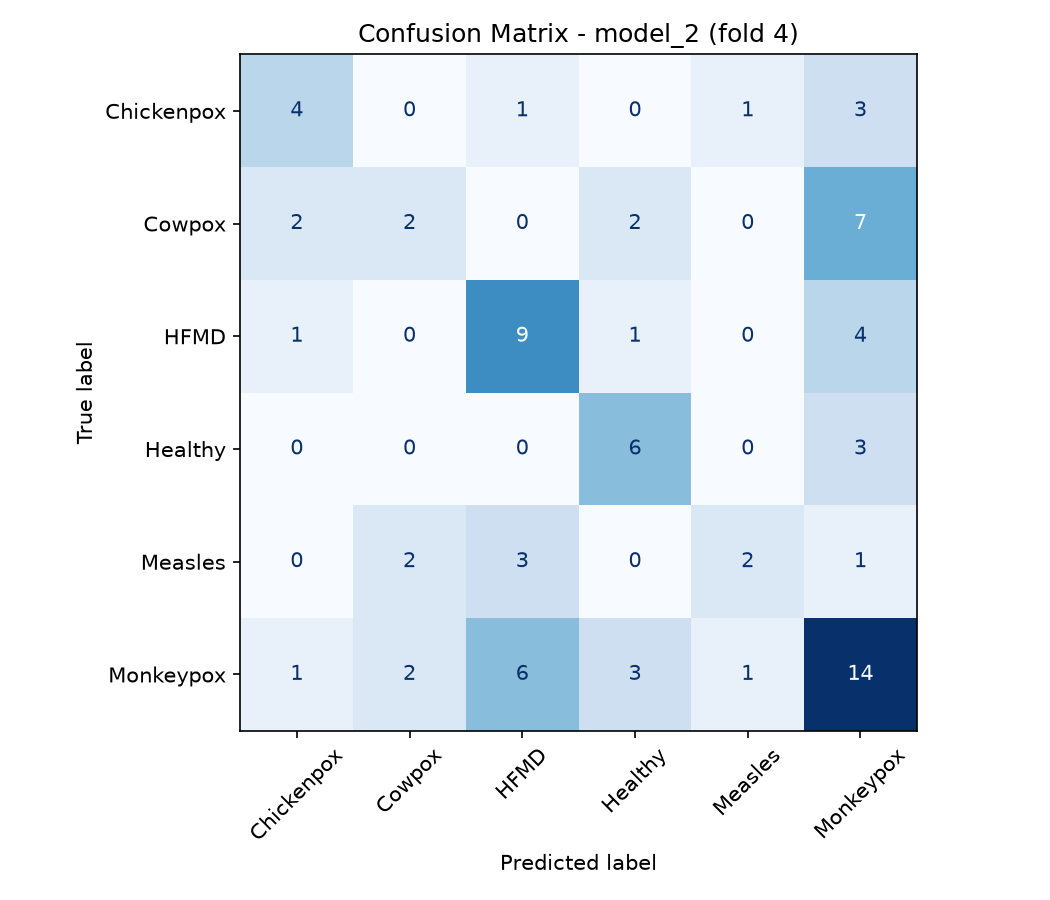 Confusion Matrix - model_2 (fold 4)
True label
Chickenpox 4 0 1 0 1 3
Cowpox 2 2 0 2 0 7
HFMD 1 0 9 1 0 4
Healthy 0 0 0 6 0 3
Measles 0 2 3 0 2 1
Monkeypox 1 2 6 3 1 14
Chickenpox Cowpox HFMD Healthy Measles Monkeypox
Predicted label